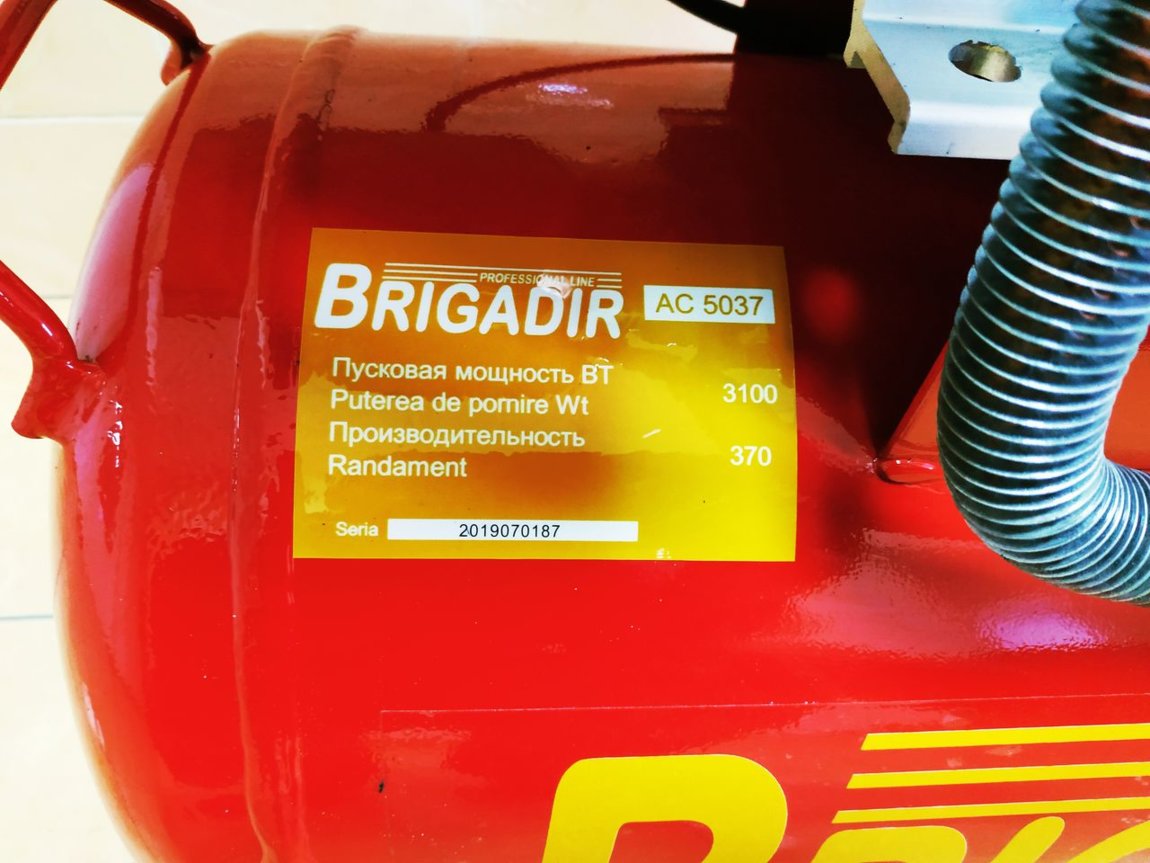 PROFESSIONAL LINE
BRIGADIR
AC 5037
Пусковая мощность ВТ
Puterea de pornire Wt
3100
Производительность
Randament
370
Seria 2019070187